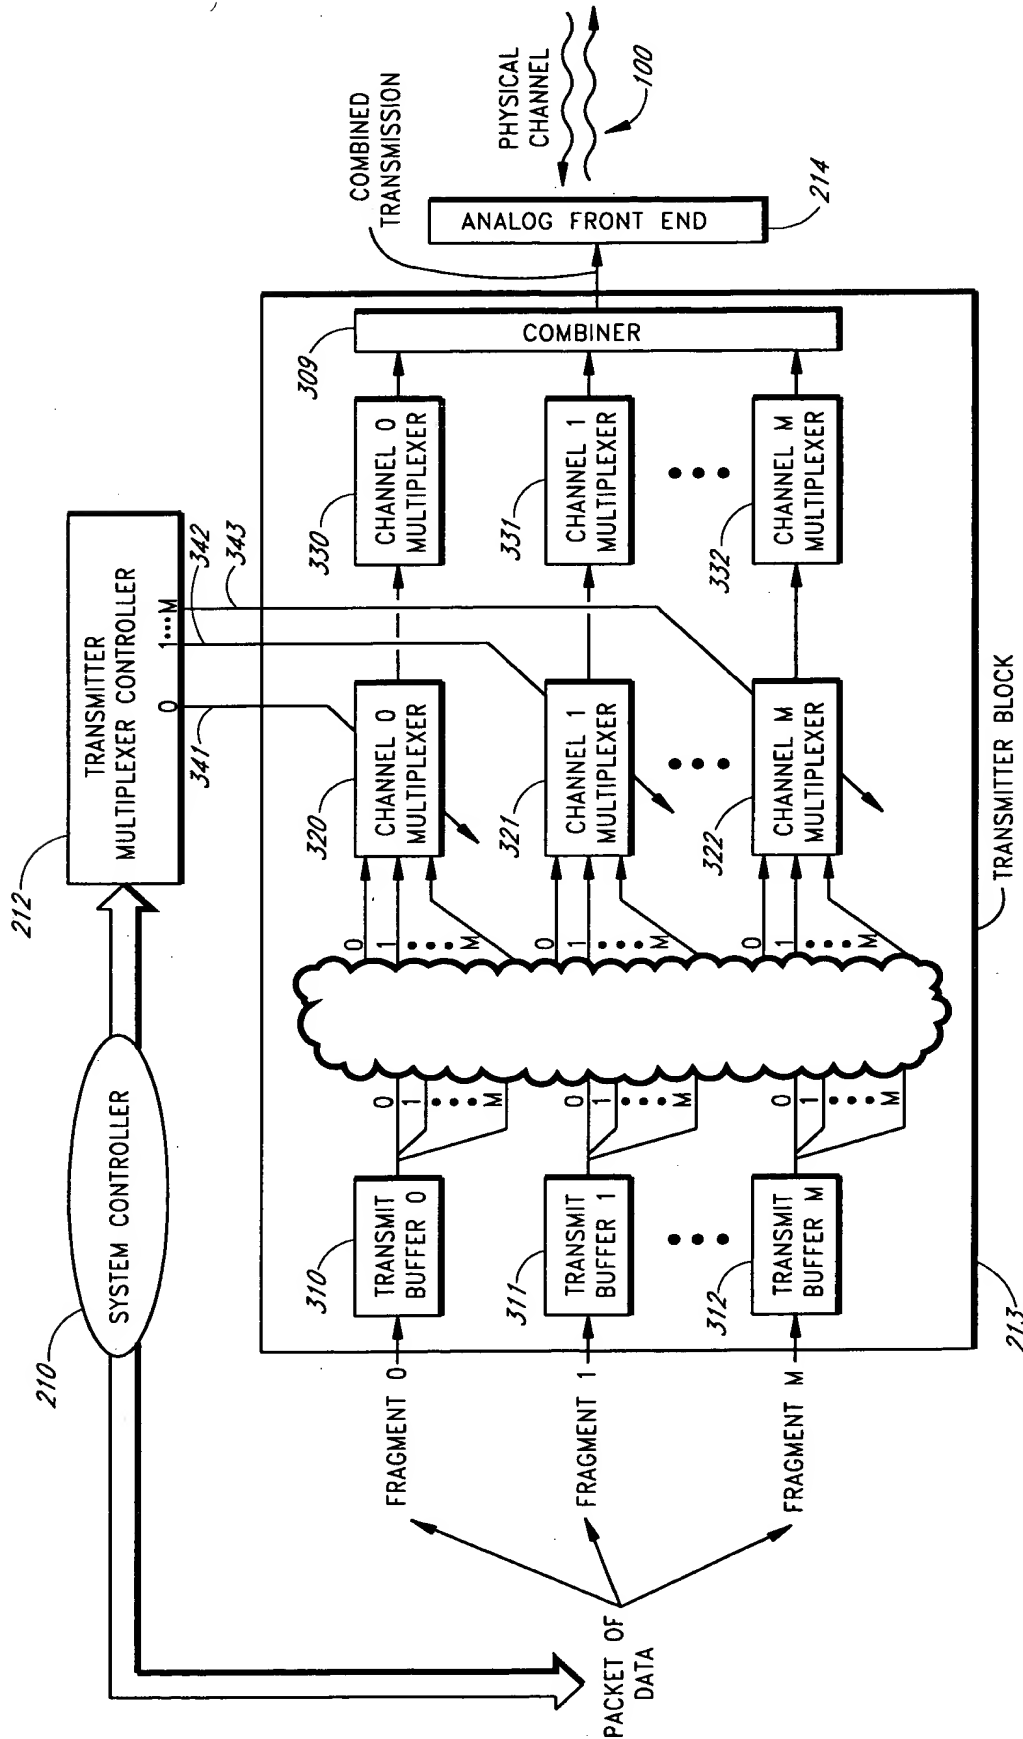 210
SYSTEM CONTROLLER
212
TRANSMITTER
MULTIPLEXER CONTROLLER
0
1
M
341
342
343
PACKET OF
DATA
FRAGMENT 0
FRAGMENT 1
FRAGMENT M
310
TRANSMIT
BUFFER 0
0
1
M
311
TRANSMIT
BUFFER 1
0
1
M
312
TRANSMIT
BUFFER M
0
1
M
0
1
M
320
CHANNEL 0
MULTIPLEXER
330
CHANNEL 0
MULTIPLEXER
0
1
M
321
CHANNEL 1
MULTIPLEXER
331
CHANNEL 1
MULTIPLEXER
0
1
M
322
CHANNEL M
MULTIPLEXER
332
CHANNEL M
MULTIPLEXER
309
COMBINER
COMBINED
TRANSMISSION
ANALOG FRONT END
214
PHYSICAL
CHANNEL
100
213
TRANSMITTER BLOCK